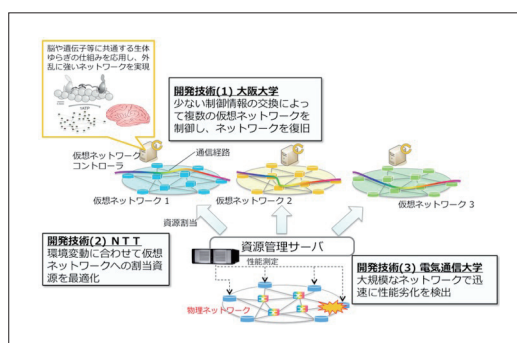 脳や遺伝子等に共通する生体
ゆらぎの仕組みを応用し、外
乱に強いネットワークを実現
開発技術(1) 大阪大学
少ない制御情報の交換によっ
て複数の仮想ネットワークを
制御し、ネットワークを復旧
仮想ネットワーク
コントローラ
通信経路
仮想ネットワーク 1
仮想ネットワーク 2
仮想ネットワーク 3
資源割当
開発技術(2) NTT
環境変動に合わせて仮想
ネットワークへの割当資
源を最適化
資源管理サーバ
性能測定
開発技術(3) 電気通信大学
大規模なネットワークで迅
速に性能劣化を検出
物理ネットワーク